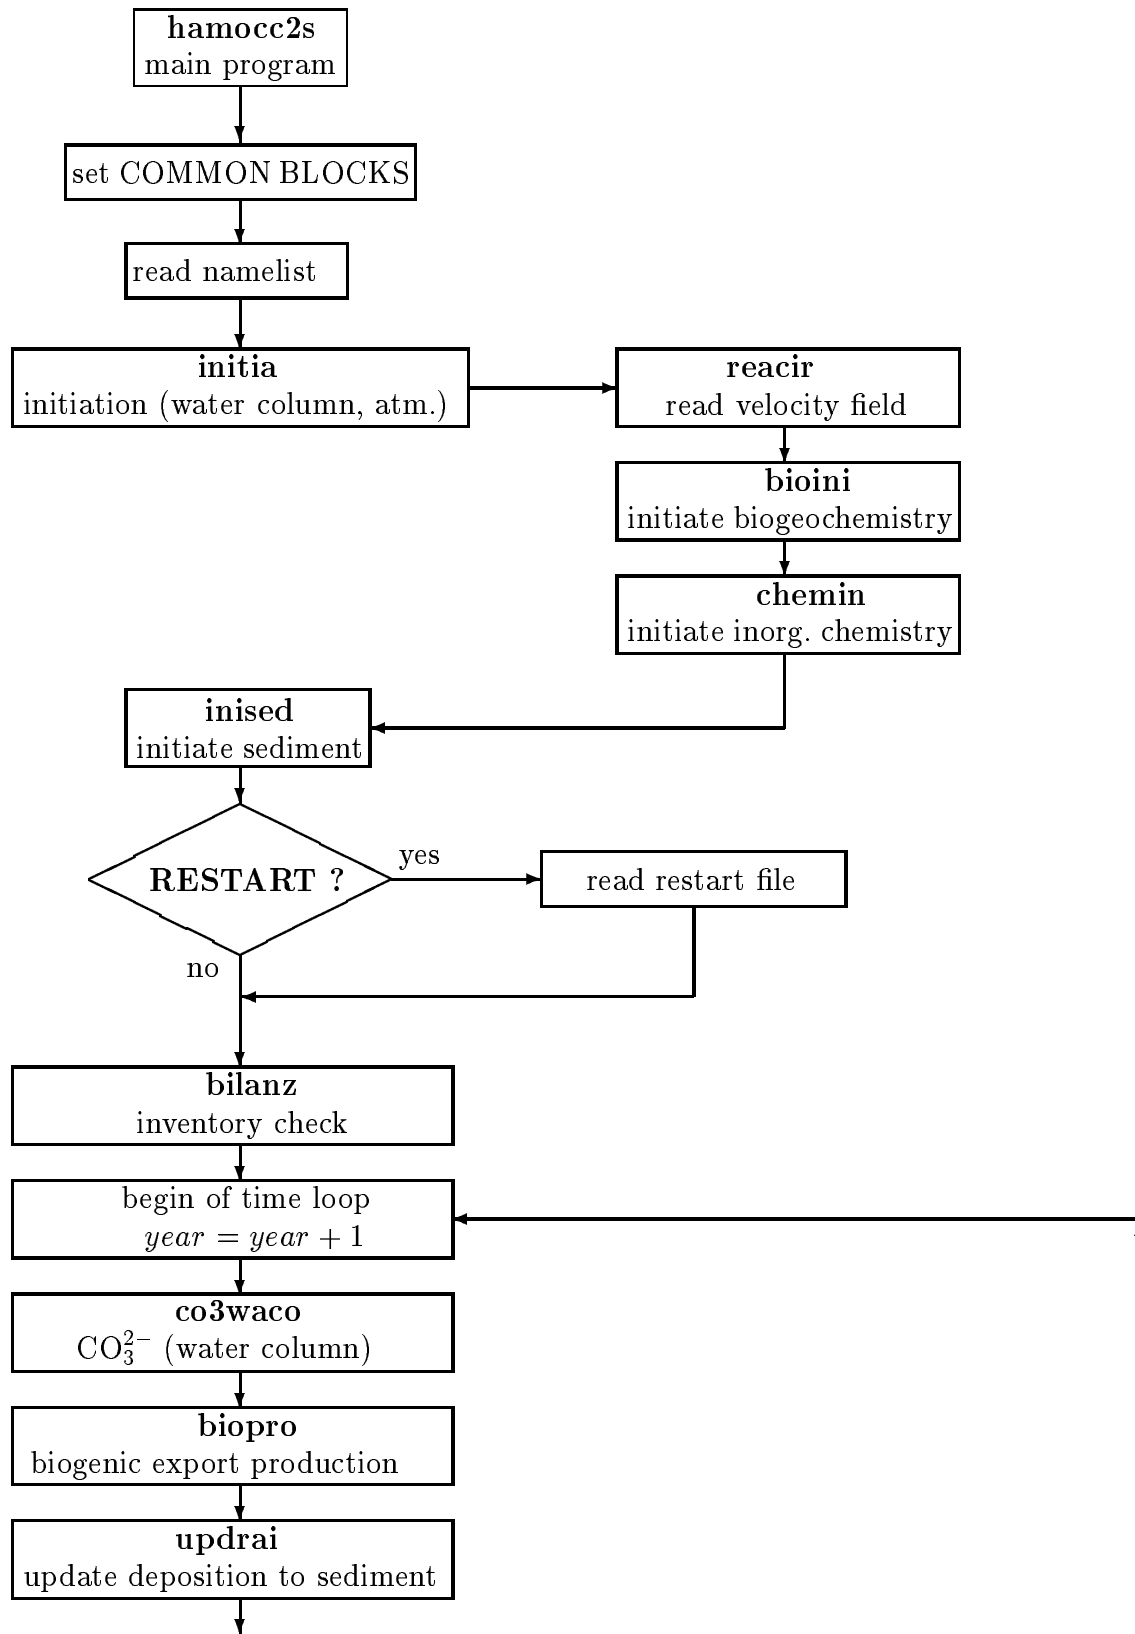 hamocc2s
main program
set COMMON BLOCKS
read namelist
initia
initiation (water column, atm.)
reacir
read velocity field
bioini
initiate biogeochemistry
chemin
initiate inorg. chemistry
inised
initiate sediment
RESTART ?
yes
read restart file
no
bilanz
inventory check
begin of time loop
year = year + 1
co3waco
CO₃²⁻ (water column)
biopro
biogenic export production
updrai
update deposition to sediment